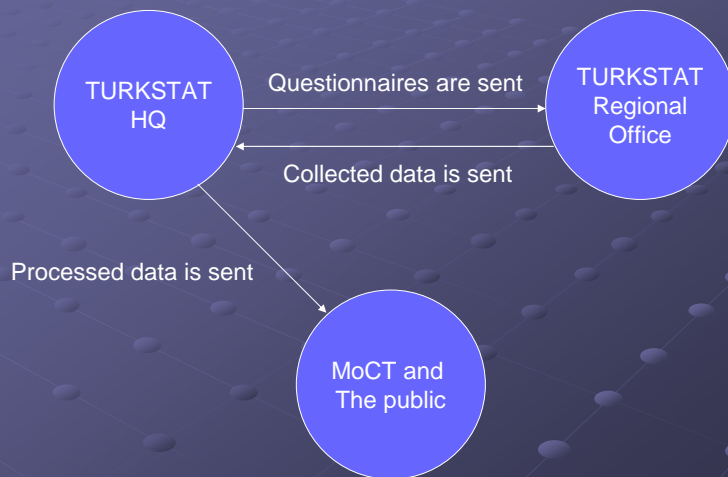 TURKSTAT
HQ
Questionnaires are sent
TURKSTAT
Regional
Office
Collected data is sent
Processed data is sent
MoCT and
The public